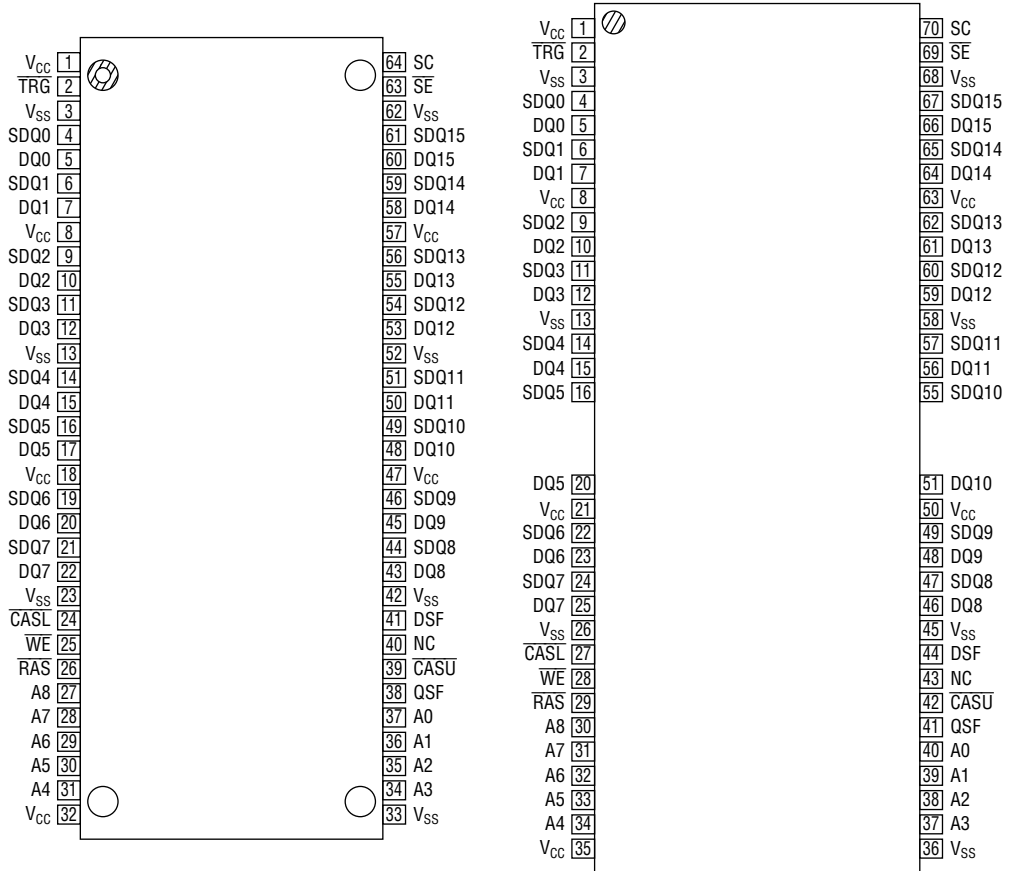 VCC 1
TRG 2
VSS 3
SDQ0 4
DQ0 5
SDQ1 6
DQ1 7
VCC 8
SDQ2 9
DQ2 10
SDQ3 11
DQ3 12
VSS 13
SDQ4 14
DQ4 15
SDQ5 16
DQ5 17
VCC 18
SDQ6 19
DQ6 20
SDQ7 21
DQ7 22
VSS 23
CASL 24
WE 25
RAS 26
A8 27
A7 28
A6 29
A5 30
A4 31
VCC 32
64 SC
63 SE
62 VSS
61 SDQ15
60 DQ15
59 SDQ14
58 DQ14
57 VCC
56 SDQ13
55 DQ13
54 SDQ12
53 DQ12
52 VSS
51 SDQ11
50 DQ11
49 SDQ10
48 DQ10
47 VCC
46 SDQ9
45 DQ9
44 SDQ8
43 DQ8
42 VSS
41 DSF
40 NC
39 CASU
38 QSF
37 A0
36 A1
35 A2
34 A3
33 VSS
VCC 1
TRG 2
VSS 3
SDQ0 4
DQ0 5
SDQ1 6
DQ1 7
VCC 8
SDQ2 9
DQ2 10
SDQ3 11
DQ3 12
VSS 13
SDQ4 14
DQ4 15
SDQ5 16
DQ5 20
VCC 21
SDQ6 22
DQ6 23
SDQ7 24
DQ7 25
VSS 26
CASL 27
WE 28
RAS 29
A8 30
A7 31
A6 32
A5 33
A4 34
VCC 35
70 SC
69 SE
68 VSS
67 SDQ15
66 DQ15
65 SDQ14
64 DQ14
63 VCC
62 SDQ13
61 DQ13
60 SDQ12
59 DQ12
58 VSS
57 SDQ11
56 DQ11
55 SDQ10
51 DQ10
50 VCC
49 SDQ9
48 DQ9
47 SDQ8
46 DQ8
45 VSS
44 DSF
43 NC
42 CASU
41 QSF
40 A0
39 A1
38 A2
37 A3
36 VSS